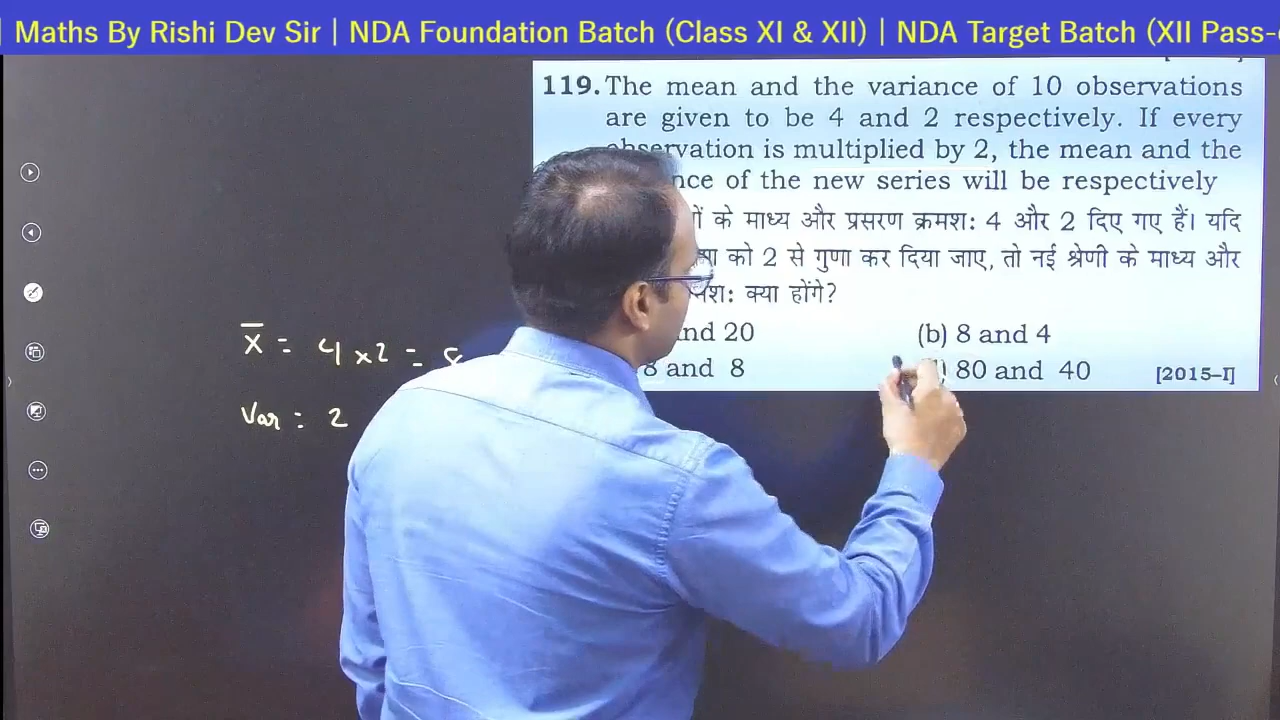 Maths By Rishi Dev Sir | NDA Foundation Batch (Class XI & XII) | NDA Target Batch (XII Pass-
119. The mean and the variance of 10 observations
are given to be 4 and 2 respectively. If every
observation is multiplied by 2, the mean and the
nce of the new series will be respectively
के माध्य और प्रसरण क्रमश: 4 और 2 दिए गए हैं। यदि
को 2 से गुणा कर दिया जाए, तो नई श्रेणी के माध्य और
क्या होंगे?
and 20 (b) 8 and 4
8 and 8 80 and 40 [2015–I]
x̅ = 4 x 2 = 8
Var = 2